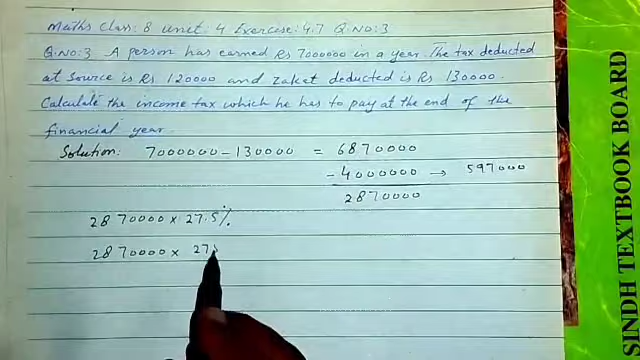 Maths Class: 8 unit 4 Exercise: 4.7 Q.NO: 3
Q.NO: 3 A person has earned Rs 7000000 in a year. The tax deducted
at source is Rs 120000 and Zaket deducted is Rs 130000.
Calculate the income tax which he has to pay at the end of the
financial year.
Solution: 7000000 - 130000 = 6870000
- 4000000 → 597000
2870000
2870000 x 27.5%
2870000 x 27
SINDH TEXTBOOK BOARD